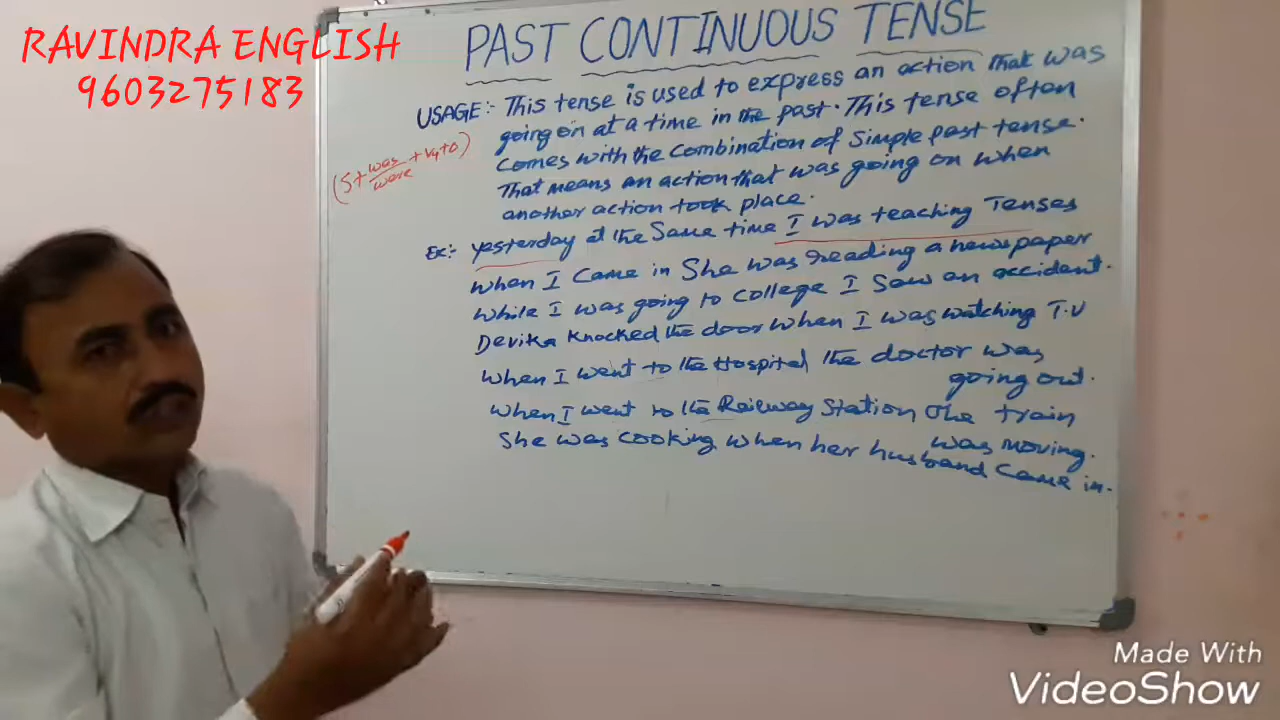 RAVINDRA ENGLISH
9603275183
PAST CONTINUOUS TENSE
USAGE:- This tense is used to express an action that was
going on at a time in the past. This tense often
comes with the combination of simple past tense.
That means an action that was going on when
another action took place.
(S+ was/were + V4+O)
Ex:- Yesterday at the same time I was teaching Tenses
when I came in she was reading a newspaper
while I was going to college I saw an accident.
Devika knocked the door when I was watching T.V
when I went to the Hospital the doctor was
going out.
when I went to the Railway Station the train
was moving.
She was cooking when her husband came in.
Made With
VideoShow